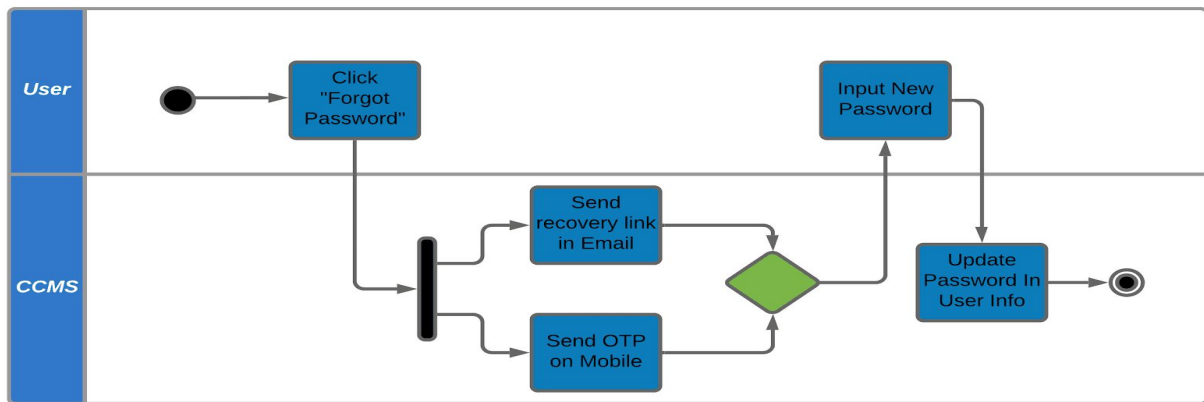 User
Click
"Forgot
Password"
Input New
Password
CCMS
Send
recovery link
in Email
Send OTP
on Mobile
Update
Password In
User Info